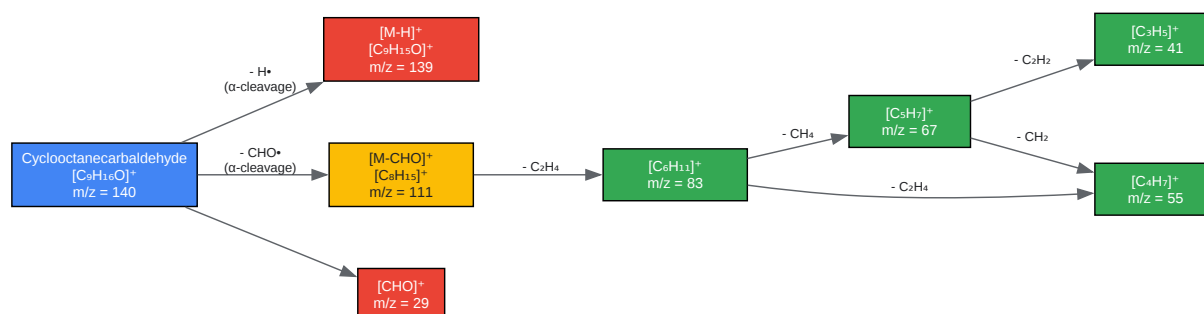 Cyclooctanecarbaldehyde
[C₉H₁₆O]⁺
m/z = 140
- H•
(α-cleavage)
[M-H]⁺
[C₉H₁₅O]⁺
m/z = 139
- CHO•
(α-cleavage)
[M-CHO]⁺
[C₈H₁₅]⁺
m/z = 111
[CHO]⁺
m/z = 29
- C₂H₄
[C₆H₁₁]⁺
m/z = 83
- CH₄
[C₅H₇]⁺
m/z = 67
- C₂H₂
[C₃H₅]⁺
m/z = 41
- CH₂
- C₂H₄
[C₄H₇]⁺
m/z = 55